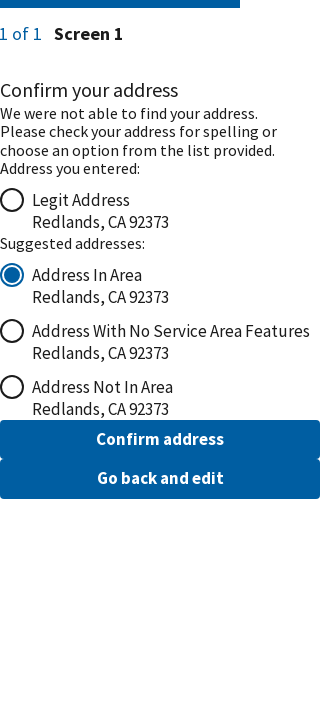 1 of 1 Screen 1
Confirm your address
We were not able to find your address.
Please check your address for spelling or
choose an option from the list provided.
Address you entered:
Legit Address
Redlands, CA 92373
Suggested addresses:
Address In Area
Redlands, CA 92373
Address With No Service Area Features
Redlands, CA 92373
Address Not In Area
Redlands, CA 92373
Confirm address
Go back and edit